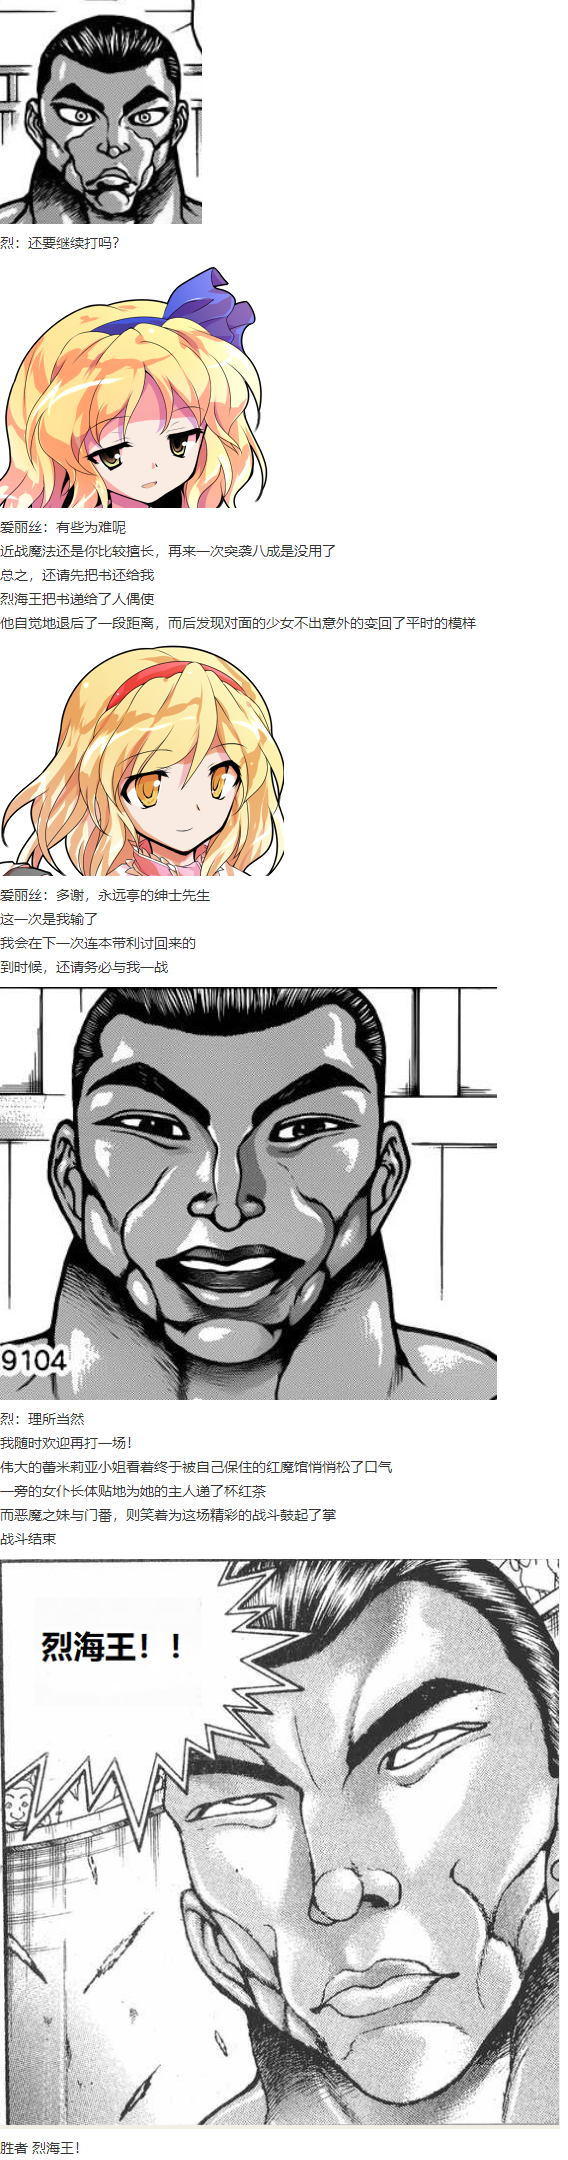 烈：还要继续打吗？
爱丽丝：有些为难呢
近战魔法还是你比较擅长，再来一次突袭八成是没用了
总之，还请先把书还给我
烈海王把书递给了人偶使
他自觉地退后了一段距离，而后发现对面的少女不出意外的变回了平时的模样
爱丽丝：多谢，永远亭的绅士先生
这一次是我输了
我会在下一次连本带利讨回来的
到时候，还请务必与我一战
9104
烈：理所当然
我随时欢迎再打一场！
伟大的蕾米莉亚小姐看着终于被自己保住的红魔馆悄悄松了口气
一旁的女仆长体贴地为她的主人递了杯红茶
而恶魔之妹与门番，则笑着为这场精彩的战斗鼓起了掌
战斗结束
烈海王！！
胜者 烈海王！